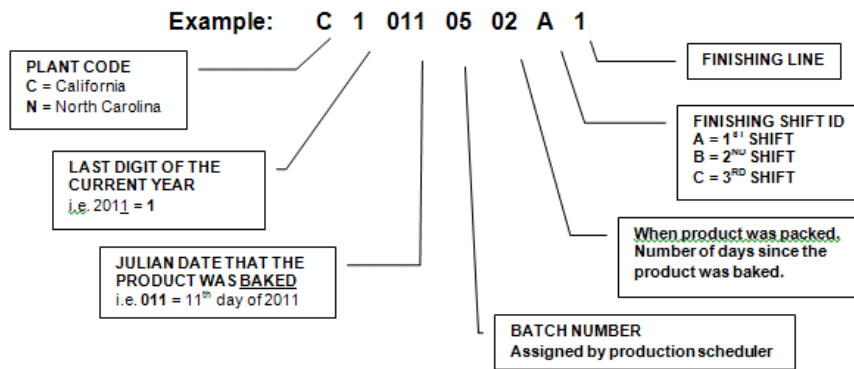 Example: C 1 011 05 02 A 1
PLANT CODE
C = California
N = North Carolina
FINISHING LINE
FINISHING SHIFT ID
A = 1ST SHIFT
B = 2ND SHIFT
C = 3RD SHIFT
LAST DIGIT OF THE
CURRENT YEAR
i.e. 2011 = 1
When product was packed.
Number of days since the
product was baked.
JULIAN DATE THAT THE
PRODUCT WAS BAKED
i.e. 011 = 11th day of 2011
BATCH NUMBER
Assigned by production scheduler